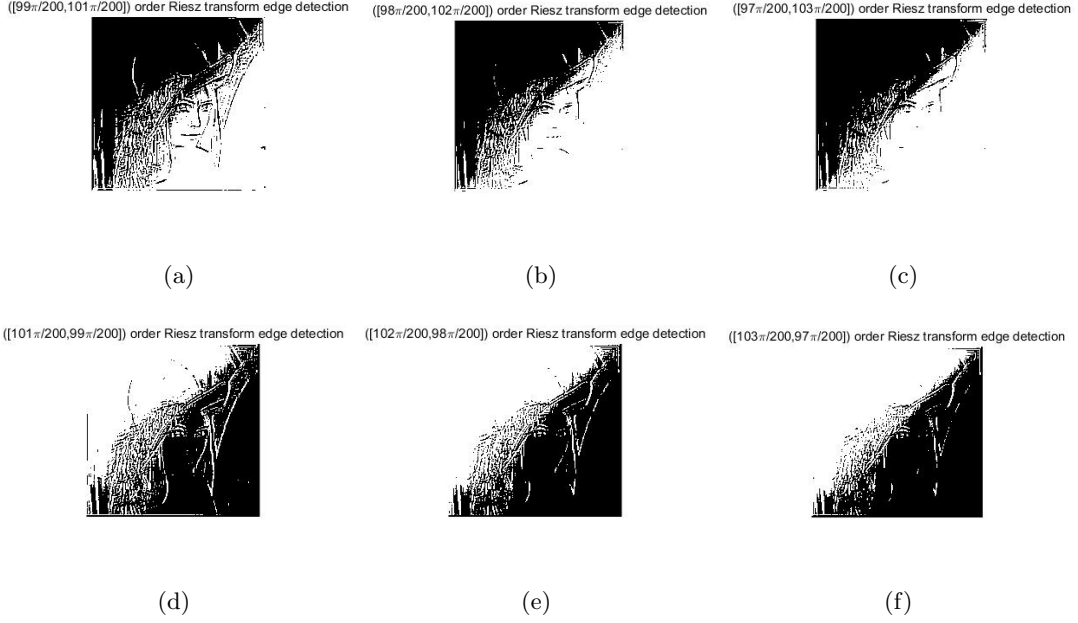 ([99π/200,101π/200]) order Riesz transform edge detection
([98π/200,102π/200]) order Riesz transform edge detection
([97π/200,103π/200]) order Riesz transform edge detection
(a)
(b)
(c)
([101π/200,99π/200]) order Riesz transform edge detection
([102π/200,98π/200]) order Riesz transform edge detection
([103π/200,97π/200]) order Riesz transform edge detection
(d)
(e)
(f)